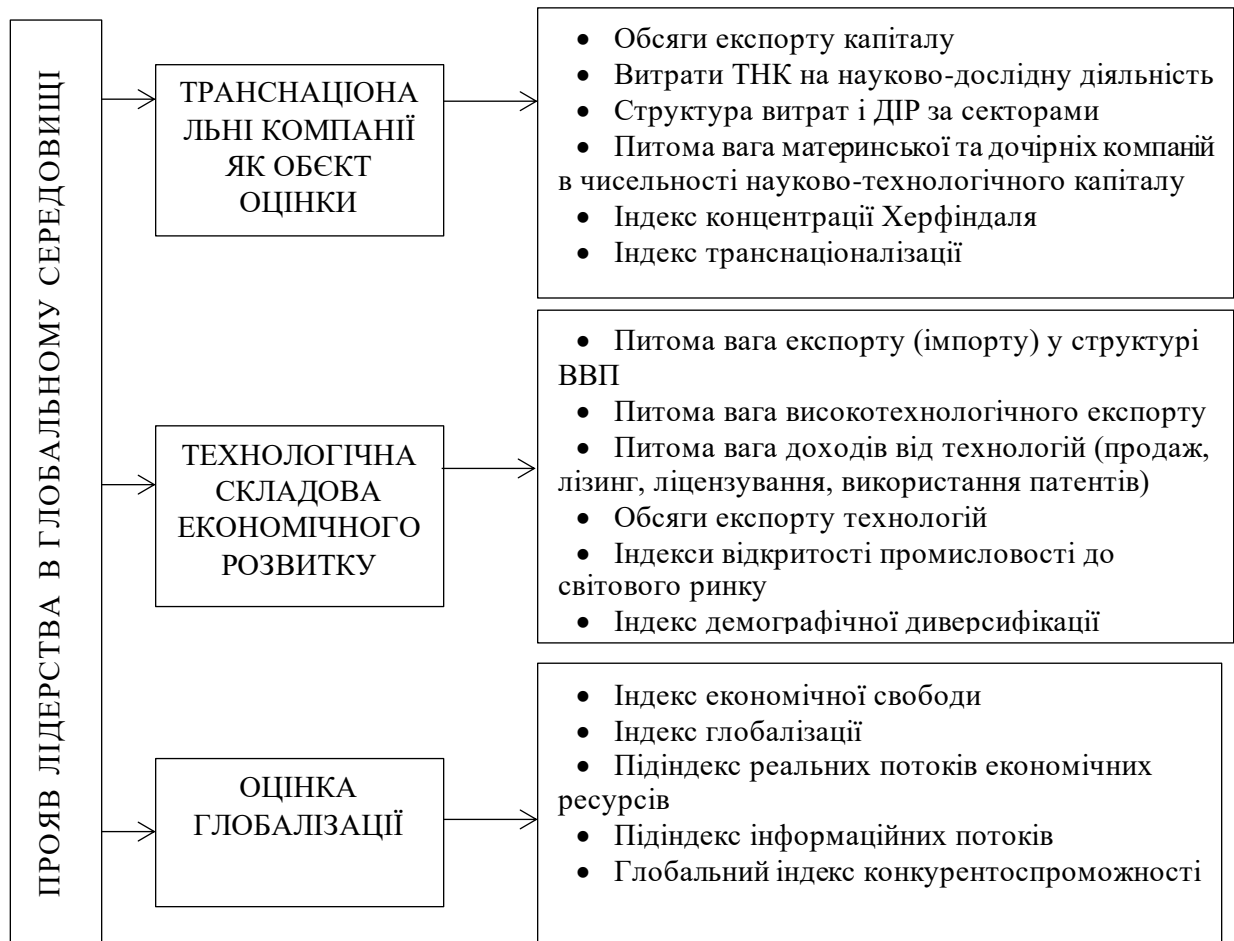 ПРОЯВ ЛІДЕРСТВА В ГЛОБАЛЬНОМУ СЕРЕДОВИЩІ
ТРАНСНАЦІОНА
ЛЬНІ КОМПАНІЇ
ЯК ОБЄКТ
ОЦІНКИ
• Обсяги експорту капіталу
• Витрати ТНК на науково-дослідну діяльність
• Структура витрат і ДІР за секторами
• Питома вага материнської та дочірніх компаній
в чисельності науково-технологічного капіталу
• Індекс концентрації Херфіндаля
• Індекс транснаціоналізації
ТЕХНОЛОГІЧНА
СКЛАДОВА
ЕКОНОМІЧНОГО
РОЗВИТКУ
• Питома вага експорту (імпорту) у структурі
ВВП
• Питома вага високотехнологічного експорту
• Питома вага доходів від технологій (продаж,
лізинг, ліцензування, використання патентів)
• Обсяги експорту технологій
• Індекси відкритості промисловості до
світового ринку
• Індекс демографічної диверсифікації
ОЦІНКА
ГЛОБАЛІЗАЦІЇ
• Індекс економічної свободи
• Індекс глобалізації
• Підіндекс реальних потоків економічних
ресурсів
• Підіндекс інформаційних потоків
• Глобальний індекс конкурентоспроможності